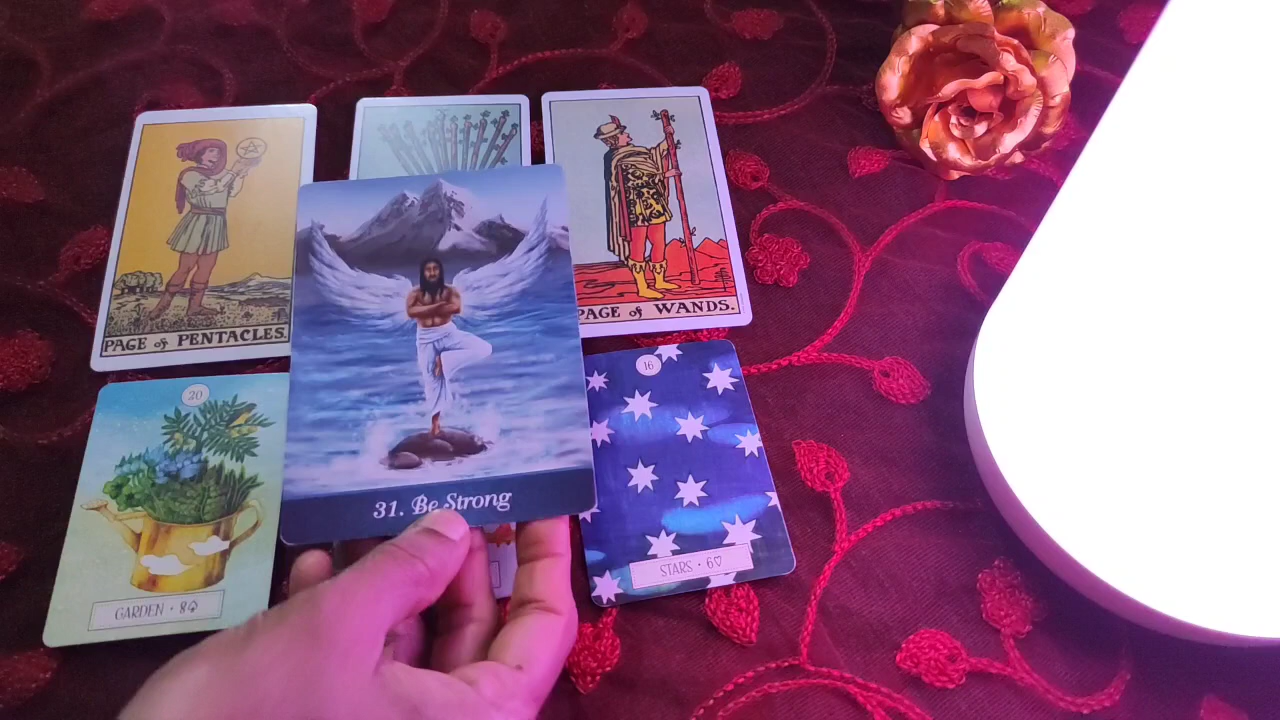 PAGE of PENTACLES.
PAGE of WANDS.
20
GARDEN • 8♤
31. Be Strong
16
STARS • 6♡